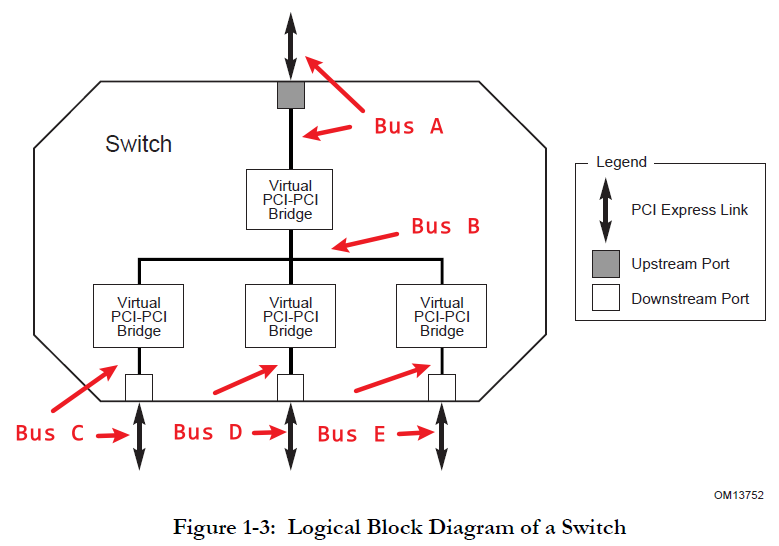 Bus A
Switch
Legend
Virtual
PCI-PCI
Bridge
PCI Express Link
Bus B
Upstream Port
Virtual
PCI-PCI
Bridge
Virtual
PCI-PCI
Bridge
Virtual
PCI-PCI
Bridge
Downstream Port
Bus C
Bus D
Bus E
OM13752
Figure 1-3: Logical Block Diagram of a Switch